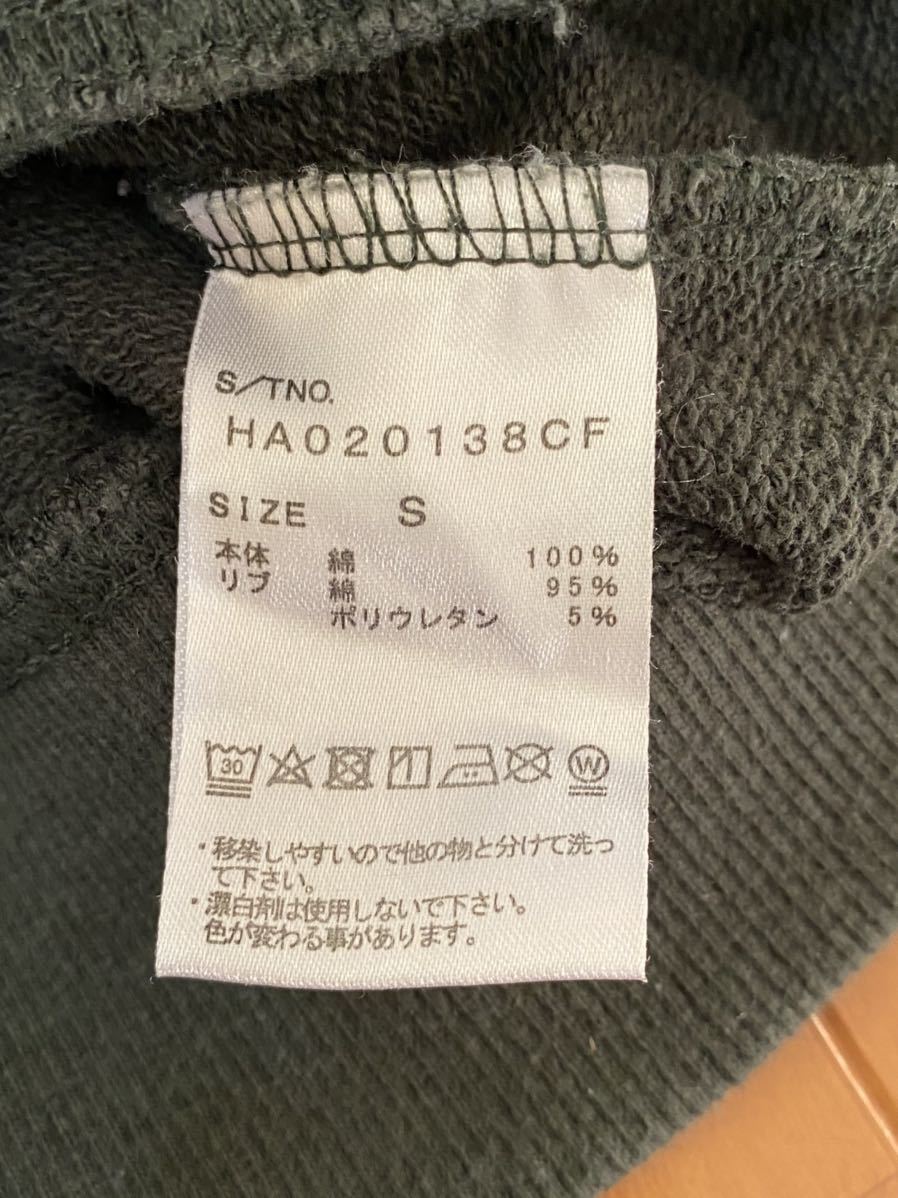 S/TNO.
HA020138CF
SIZE S
本体 綿 100%
リブ 綿 95%
ポリウレタン 5%
30 W
・移染しやすいので他の物と分けて洗っ
て下さい。
・漂白剤は使用しないで下さい。
色が変わる事があります。